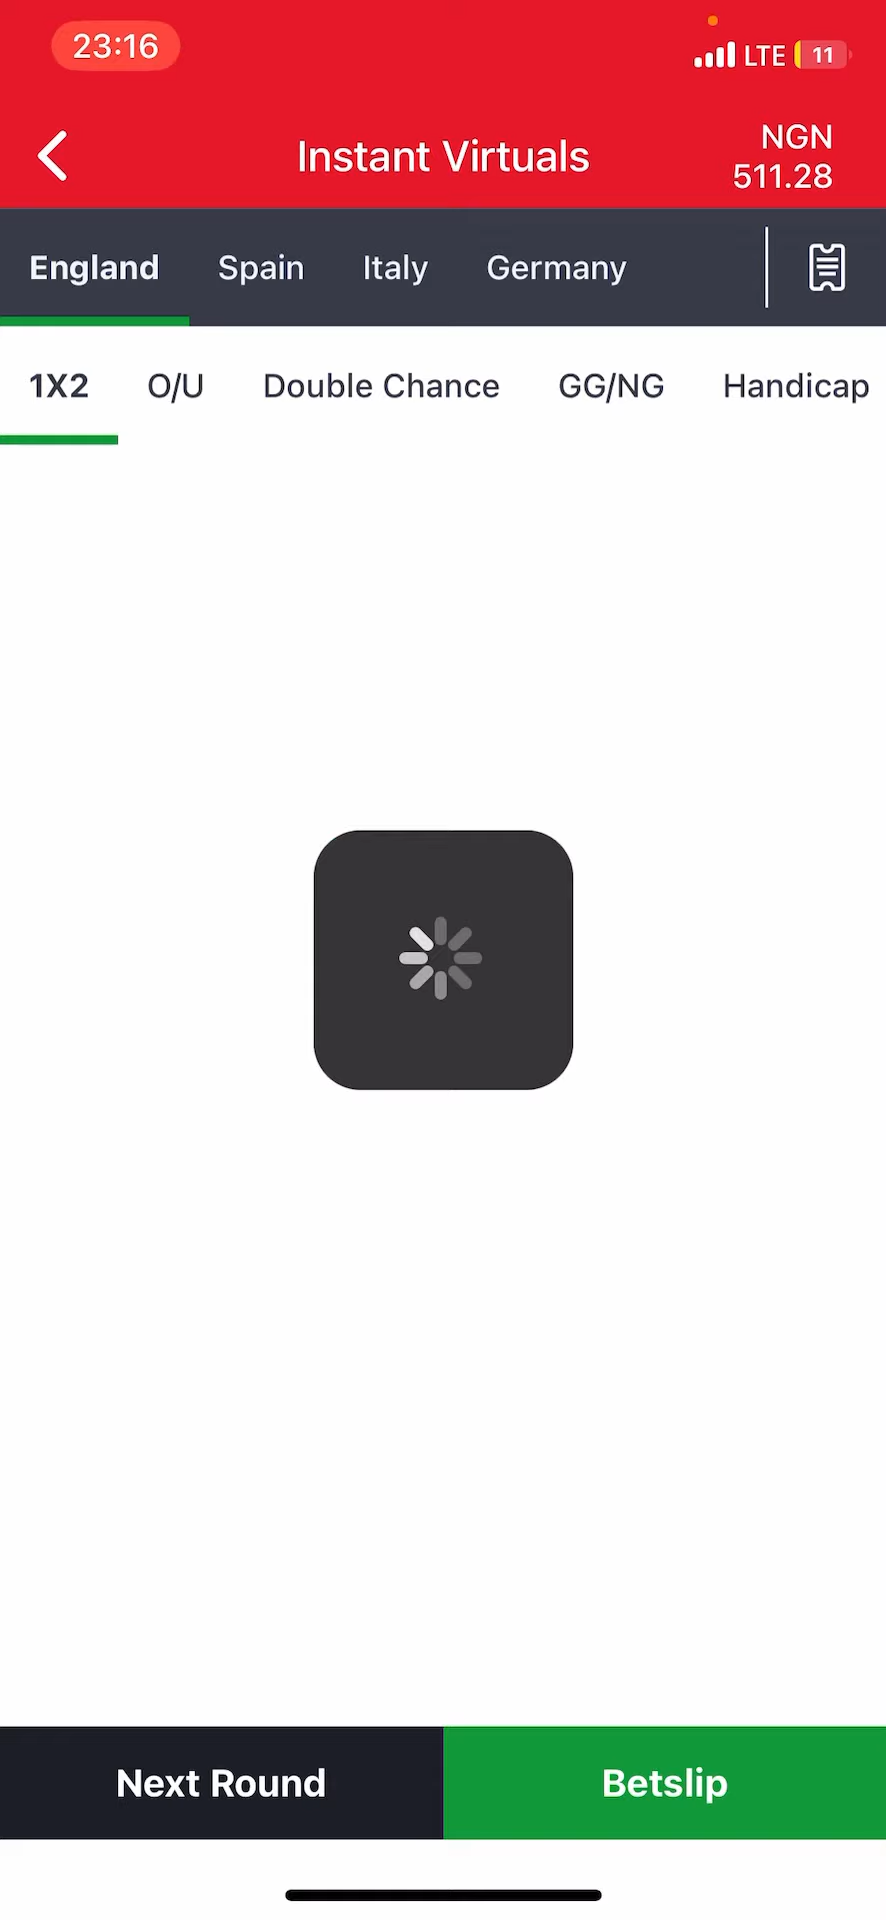 23:16
LTE 11
Instant Virtuals
NGN
511.28
England Spain Italy Germany
1X2 O/U Double Chance GG/NG Handicap
Next Round Betslip